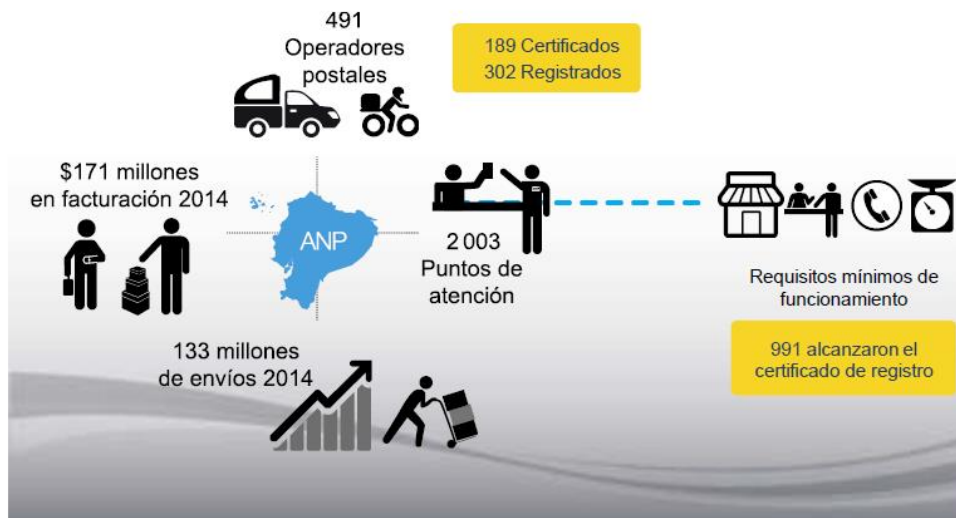 491
Operadores
postales
189 Certificados
302 Registrados
$171 millones
en facturación 2014
ANP
2 003
Puntos de
atención
Requisitos mínimos de
funcionamiento
991 alcanzaron el
certificado de registro
133 millones
de envíos 2014